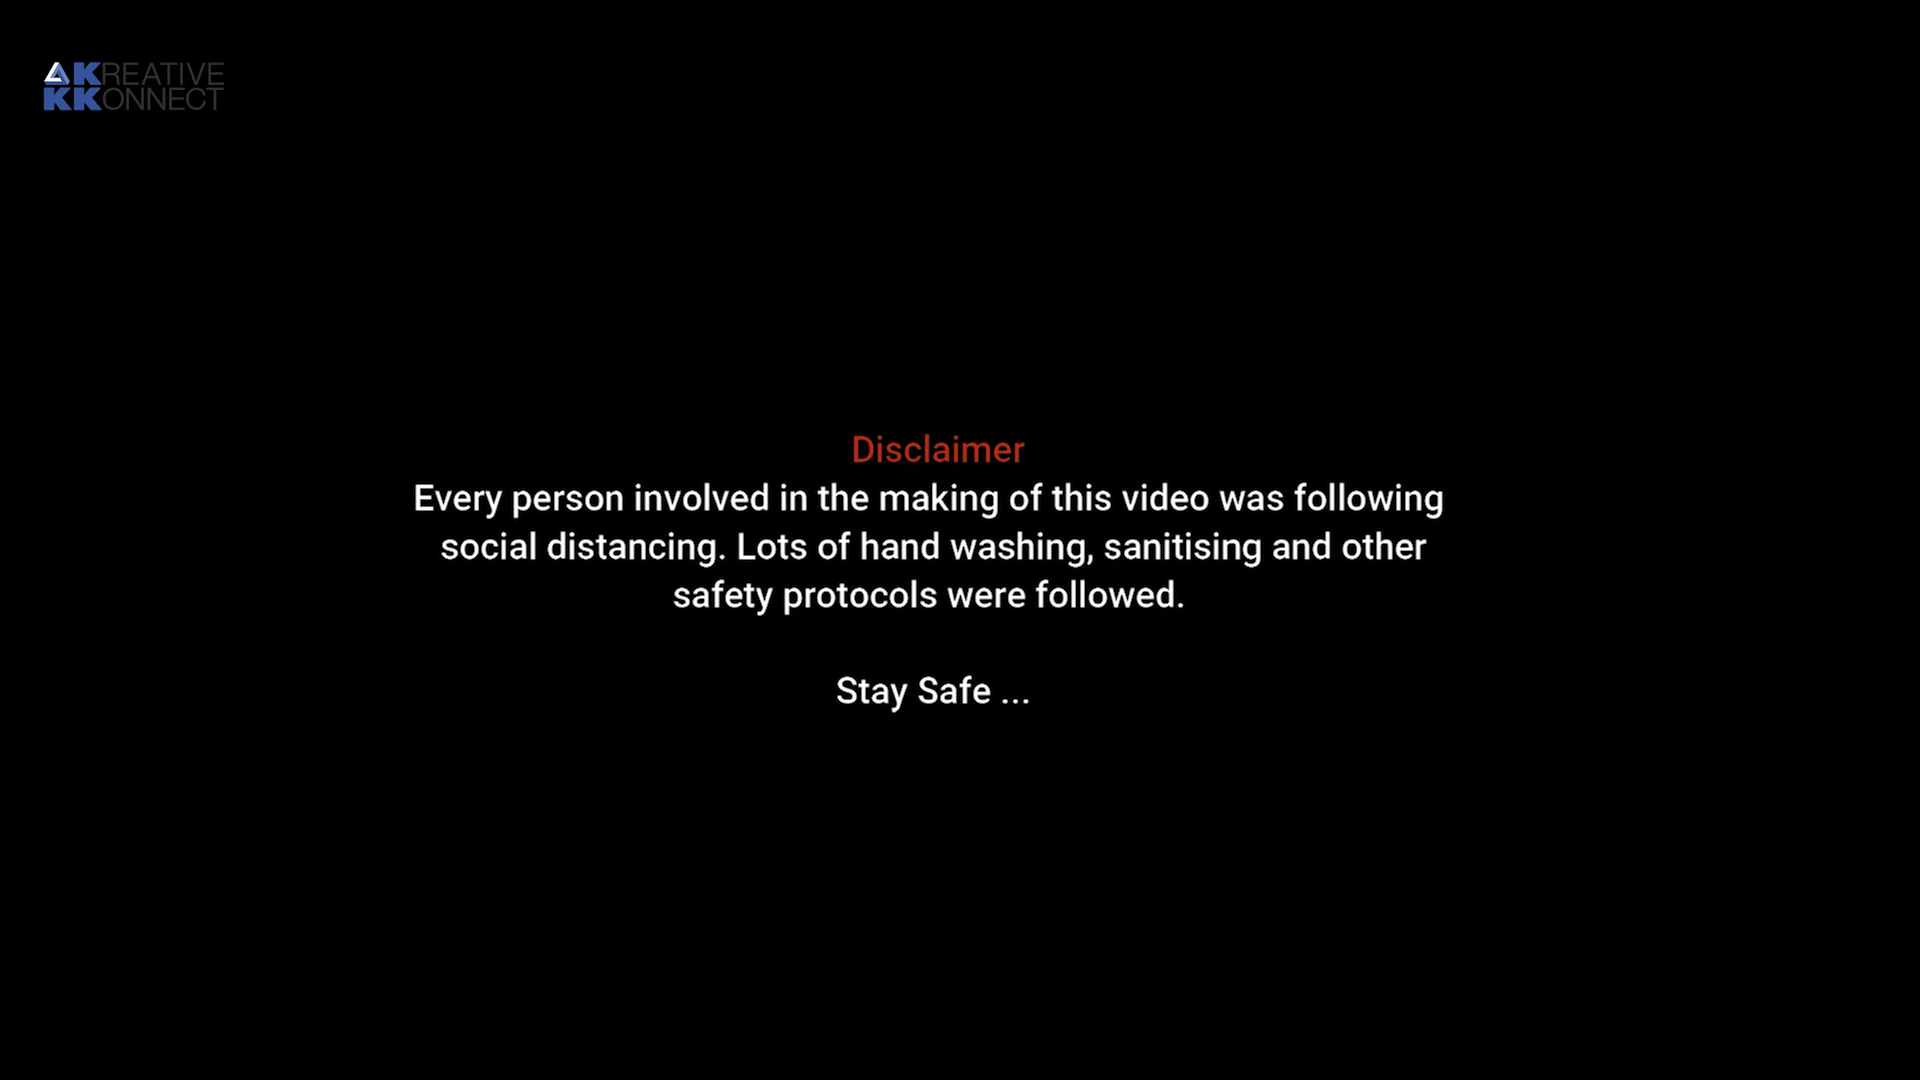 KREATIVE
KKONNECT
Disclaimer
Every person involved in the making of this video was following
social distancing. Lots of hand washing, sanitising and other
safety protocols were followed.
Stay Safe ...